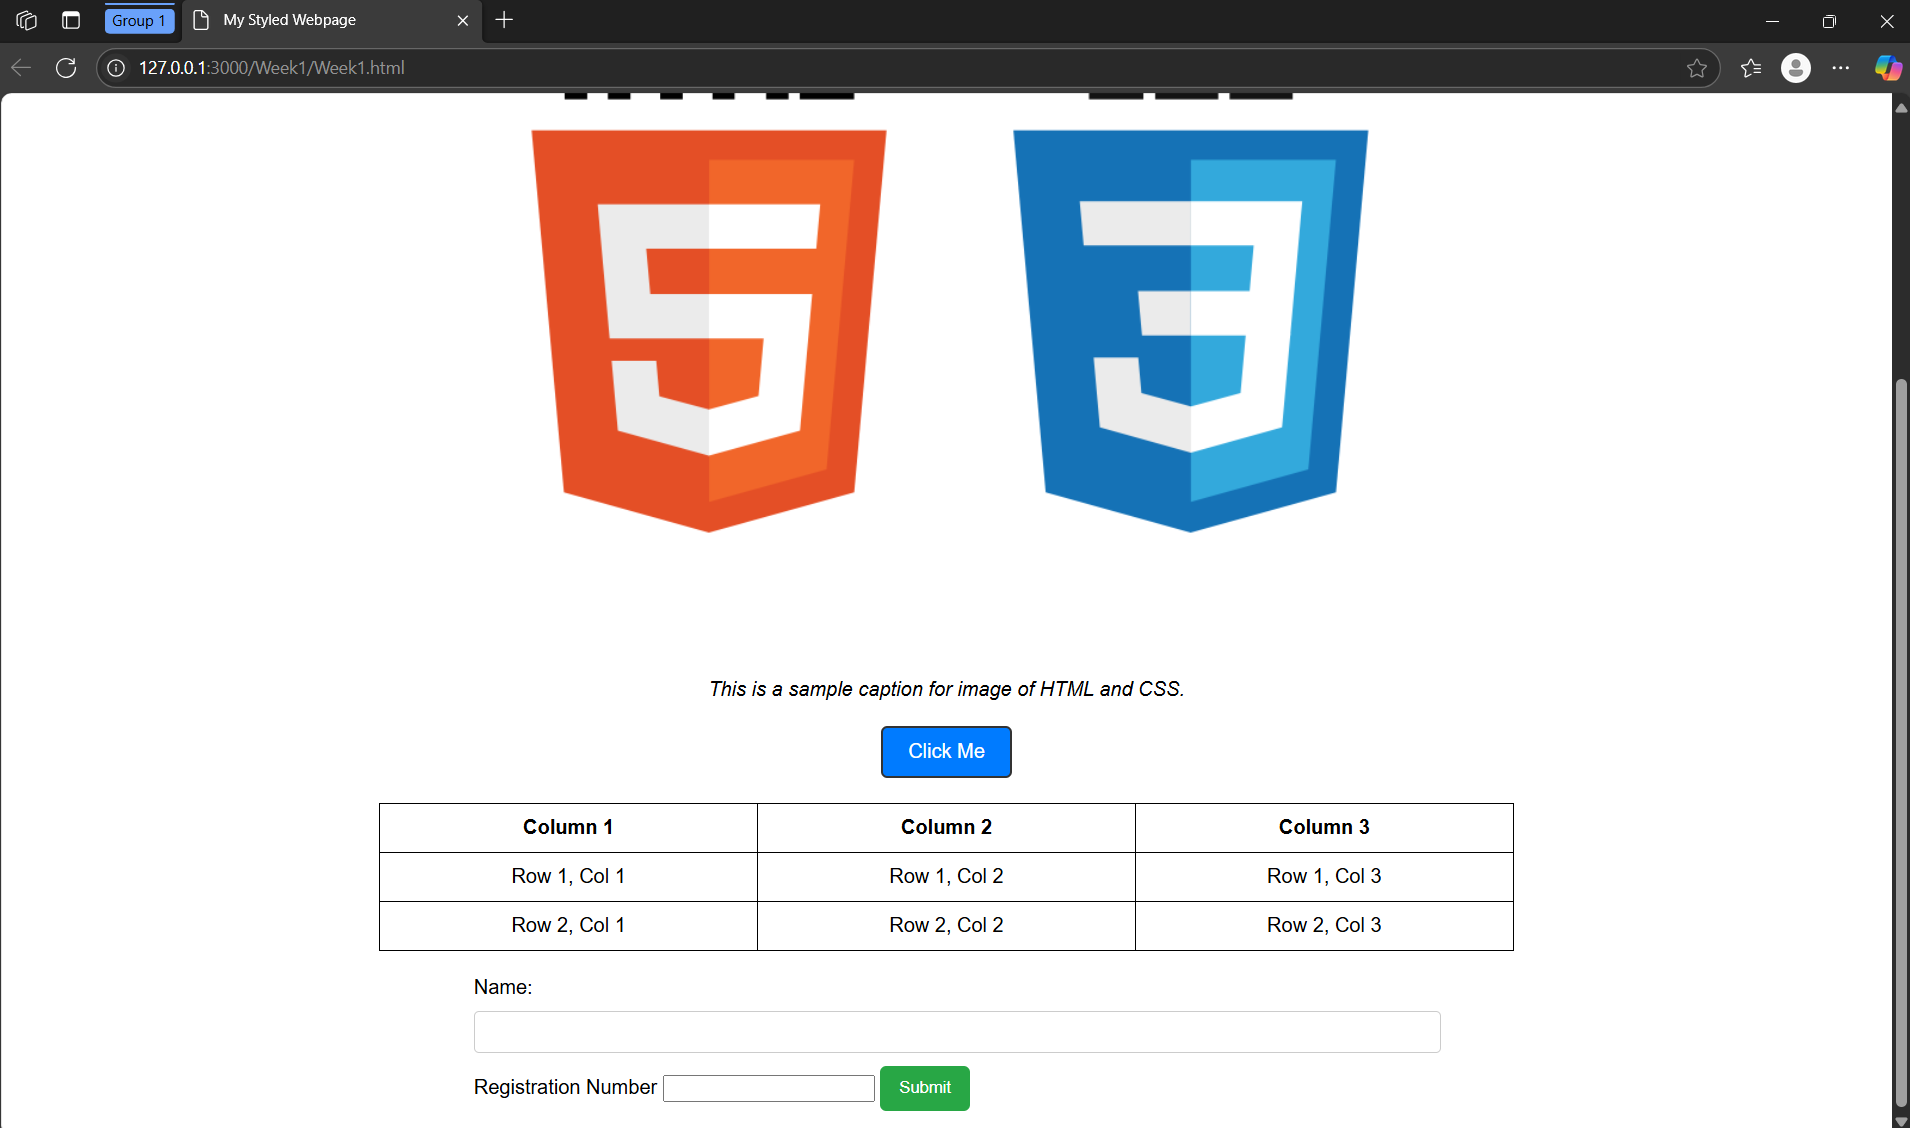 Group 1
My Styled Webpage
127.0.0.1:3000/Week1/Week1.html
This is a sample caption for image of HTML and CSS.
Click Me
Column 1 Column 2 Column 3
Row 1, Col 1 Row 1, Col 2 Row 1, Col 3
Row 2, Col 1 Row 2, Col 2 Row 2, Col 3
Name:
Registration Number Submit